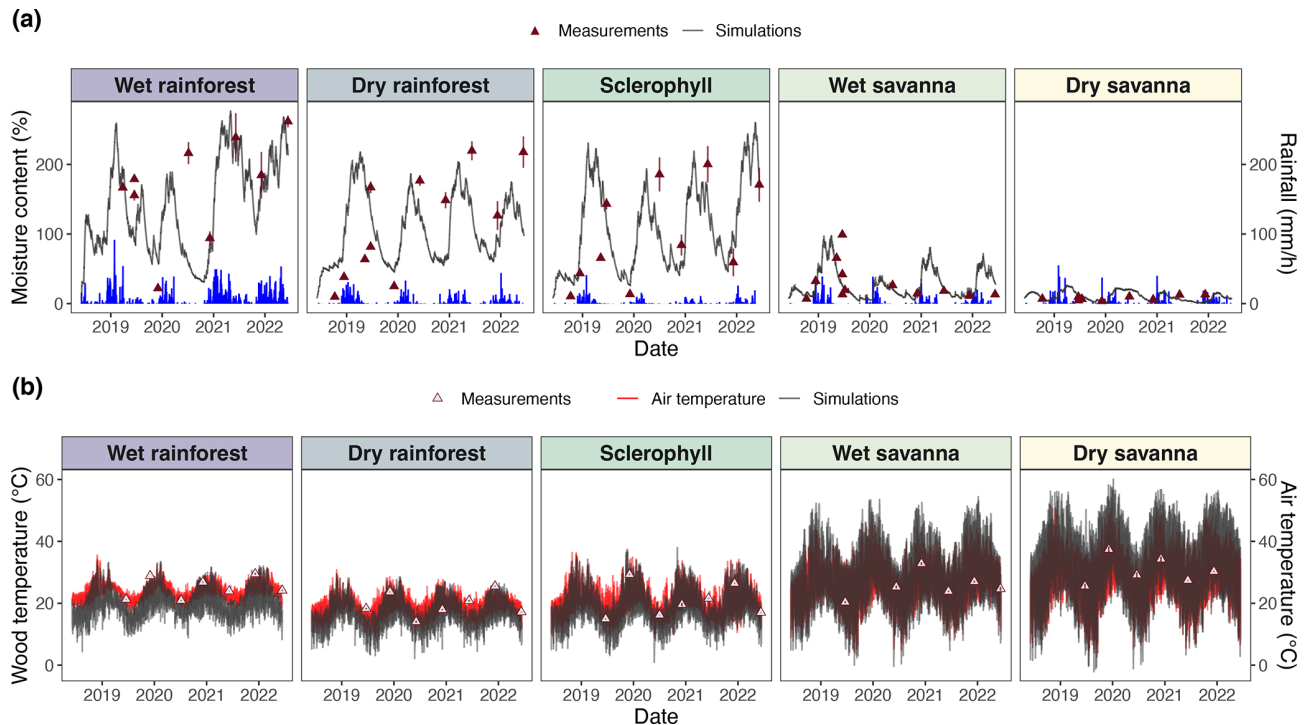 (a)
Measurements Simulations
Wet rainforest Dry rainforest Sclerophyll Wet savanna Dry savanna
Moisture content (%)
200
100
0
Rainfall (mm/h)
200
100
0
2019 2020 2021 2022 2019 2020 2021 2022 2019 2020 2021 2022 2019 2020 2021 2022 2019 2020 2021 2022
Date
(b)
Measurements Air temperature Simulations
Wet rainforest Dry rainforest Sclerophyll Wet savanna Dry savanna
Wood temperature (°C)
60
40
20
0
Air temperature (°C)
60
40
20
0
2019 2020 2021 2022 2019 2020 2021 2022 2019 2020 2021 2022 2019 2020 2021 2022 2019 2020 2021 2022
Date